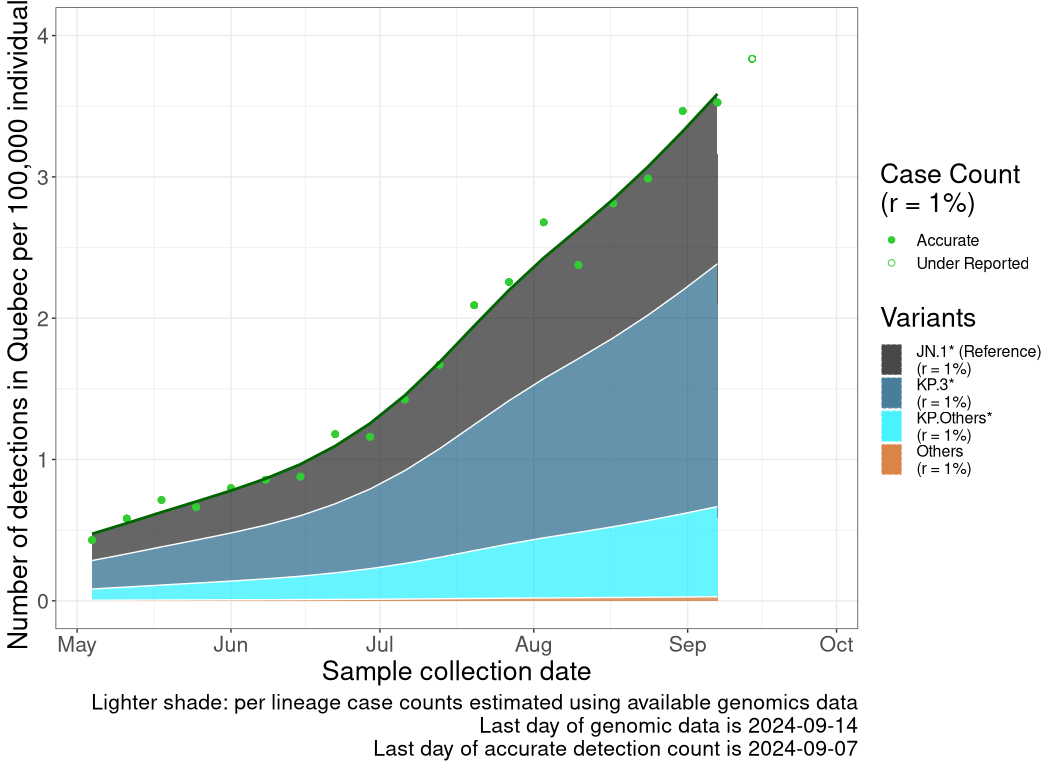 Number of detections in Quebec per 100,000 individual
4
3
2
1
0
May Jun Jul Aug Sep Oct
Sample collection date
Lighter shade: per lineage case counts estimated using available genomics data
Last day of genomic data is 2024-09-14
Last day of accurate detection count is 2024-09-07
Case Count
(r = 1%)
Accurate
Under Reported
Variants
JN.1* (Reference)
(r = 1%)
KP.3*
(r = 1%)
KP.Others*
(r = 1%)
Others
(r = 1%)